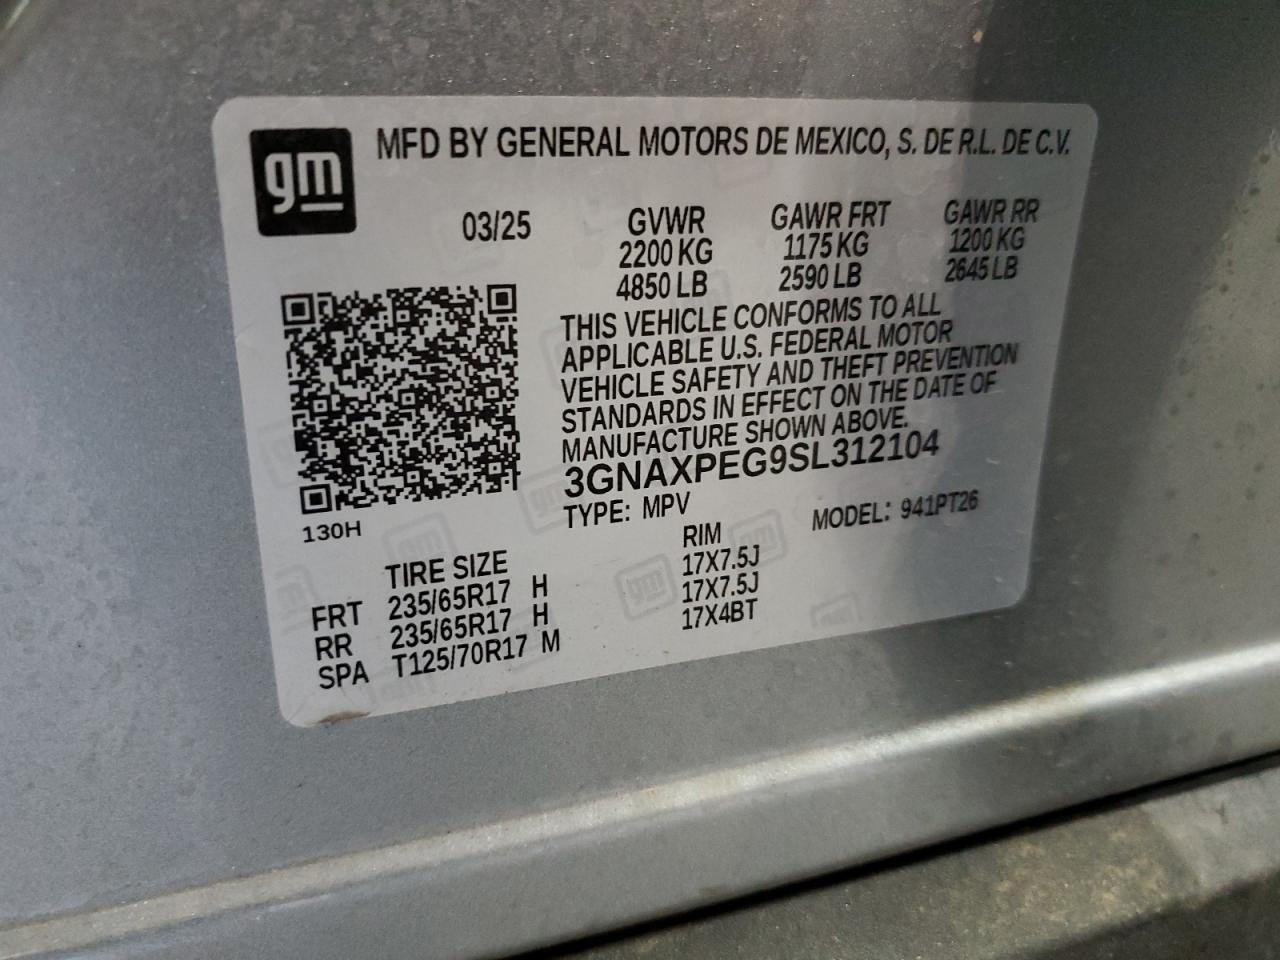 gm
MFD BY GENERAL MOTORS DE MEXICO, S. DE R.L. DE C.V.
03/25 GVWR GAWR FRT GAWR RR
2200 KG 1175 KG 1200 KG
4850 LB 2590 LB 2645 LB
THIS VEHICLE CONFORMS TO ALL
APPLICABLE U.S. FEDERAL MOTOR
VEHICLE SAFETY AND THEFT PREVENTION
STANDARDS IN EFFECT ON THE DATE OF
MANUFACTURE SHOWN ABOVE.
3GNAXPEG9SL312104
TYPE: MPV MODEL: 941PT26
130H
TIRE SIZE RIM
FRT 235/65R17 H 17X7.5J
RR 235/65R17 H 17X7.5J
SPA T125/70R17 M 17X4BT